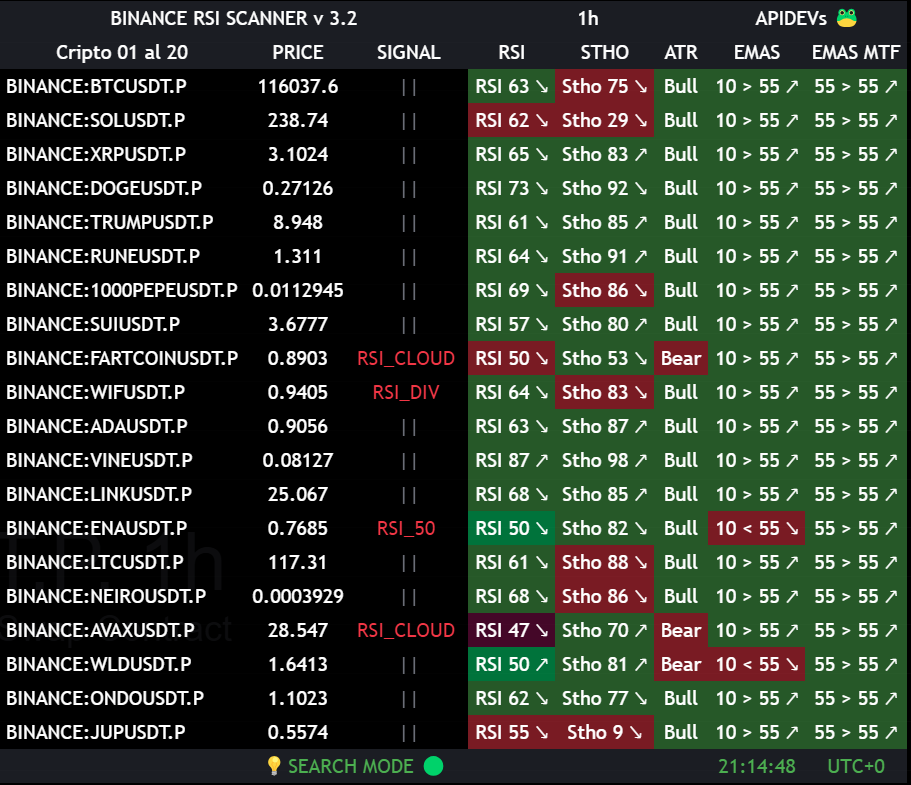 BINANCE RSI SCANNER v 3.2 1h APIDEVs 🐸
Cripto 01 al 20 PRICE SIGNAL RSI STHO ATR EMAS EMAS MTF
BINANCE:BTCUSDT.P 116037.6 | | RSI 63 ↘ Stho 75 ↘ Bull 10 > 55 ↗ 55 > 55 ↗
BINANCE:SOLUSDT.P 238.74 | | RSI 62 ↘ Stho 29 ↘ Bull 10 > 55 ↗ 55 > 55 ↗
BINANCE:XRPUSDT.P 3.1024 | | RSI 65 ↘ Stho 83 ↗ Bull 10 > 55 ↗ 55 > 55 ↗
BINANCE:DOGEUSDT.P 0.27126 | | RSI 73 ↘ Stho 92 ↘ Bull 10 > 55 ↗ 55 > 55 ↗
BINANCE:TRUMPUSDT.P 8.948 | | RSI 61 ↘ Stho 85 ↗ Bull 10 > 55 ↗ 55 > 55 ↗
BINANCE:RUNEUSDT.P 1.311 | | RSI 64 ↘ Stho 91 ↗ Bull 10 > 55 ↗ 55 > 55 ↗
BINANCE:1000PEPEUSDT.P 0.0112945 | | RSI 69 ↘ Stho 86 ↘ Bull 10 > 55 ↗ 55 > 55 ↗
BINANCE:SUIUSDT.P 3.6777 | | RSI 57 ↘ Stho 80 ↗ Bull 10 > 55 ↗ 55 > 55 ↗
BINANCE:FARTCOINUSDT.P 0.8903 RSI_CLOUD RSI 50 ↘ Stho 53 ↘ Bear 10 > 55 ↗ 55 > 55 ↗
BINANCE:WIFUSDT.P 0.9405 RSI_DIV RSI 64 ↘ Stho 83 ↘ Bull 10 > 55 ↗ 55 > 55 ↗
BINANCE:ADAUSDT.P 0.9056 | | RSI 63 ↘ Stho 87 ↗ Bull 10 > 55 ↗ 55 > 55 ↗
BINANCE:VINEUSDT.P 0.08127 | | RSI 87 ↗ Stho 98 ↗ Bull 10 > 55 ↗ 55 > 55 ↗
BINANCE:LINKUSDT.P 25.067 | | RSI 68 ↘ Stho 85 ↗ Bull 10 > 55 ↗ 55 > 55 ↗
BINANCE:ENAUSDT.P 0.7685 RSI_50 RSI 50 ↘ Stho 82 ↘ Bull 10 < 55 ↘ 55 > 55 ↗
BINANCE:LTCUSDT.P 117.31 | | RSI 61 ↘ Stho 88 ↘ Bull 10 > 55 ↗ 55 > 55 ↗
BINANCE:NEIROUSDT.P 0.0003929 | | RSI 68 ↘ Stho 86 ↘ Bull 10 > 55 ↗ 55 > 55 ↗
BINANCE:AVAXUSDT.P 28.547 RSI_CLOUD RSI 47 ↘ Stho 70 ↗ Bear 10 > 55 ↗ 55 > 55 ↗
BINANCE:WLDUSDT.P 1.6413 | | RSI 50 ↗ Stho 81 ↗ Bear 10 < 55 ↘ 55 > 55 ↗
BINANCE:ONDOUSDT.P 1.1023 | | RSI 62 ↘ Stho 77 ↘ Bull 10 > 55 ↗ 55 > 55 ↗
BINANCE:JUPUSDT.P 0.5574 | | RSI 55 ↘ Stho 9 ↘ Bull 10 > 55 ↗ 55 > 55 ↗
💡 SEARCH MODE 21:14:48 UTC+0